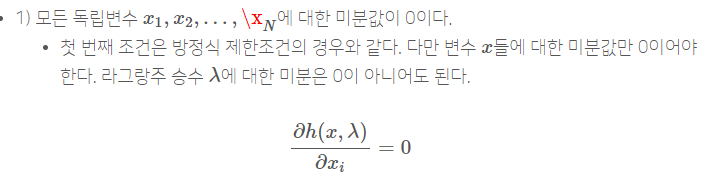 • 1) 모든 독립변수 x₁, x₂, …, \x_N에 대한 미분값이 0이다.
• 첫 번째 조건은 방정식 제한조건의 경우와 같다. 다만 변수 x들에 대한 미분값만 0이어야
한다. 라그랑주 승수 λ에 대한 미분은 0이 아니어도 된다.
∂h(x, λ)
/ ∂xᵢ = 0